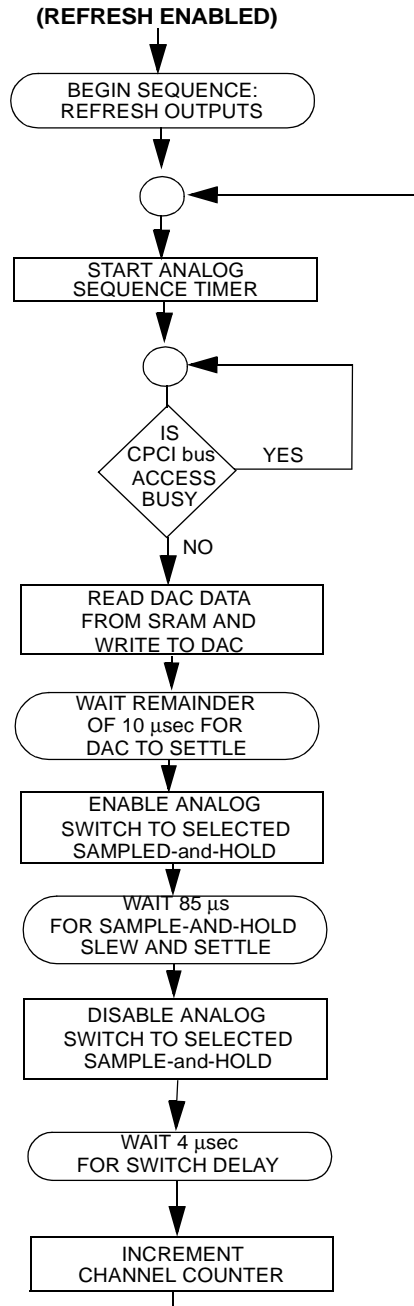 (REFRESH ENABLED)
BEGIN SEQUENCE:
REFRESH OUTPUTS
START ANALOG
SEQUENCE TIMER
IS
CPCI bus
ACCESS
BUSY
YES
NO
READ DAC DATA
FROM SRAM AND
WRITE TO DAC
WAIT REMAINDER
OF 10 μsec FOR
DAC TO SETTLE
ENABLE ANALOG
SWITCH TO SELECTED
SAMPLED-and-HOLD
WAIT 85 μs
FOR SAMPLE-AND-HOLD
SLEW AND SETTLE
DISABLE ANALOG
SWITCH TO SELECTED
SAMPLE-and-HOLD
WAIT 4 μsec
FOR SWITCH DELAY
INCREMENT
CHANNEL COUNTER